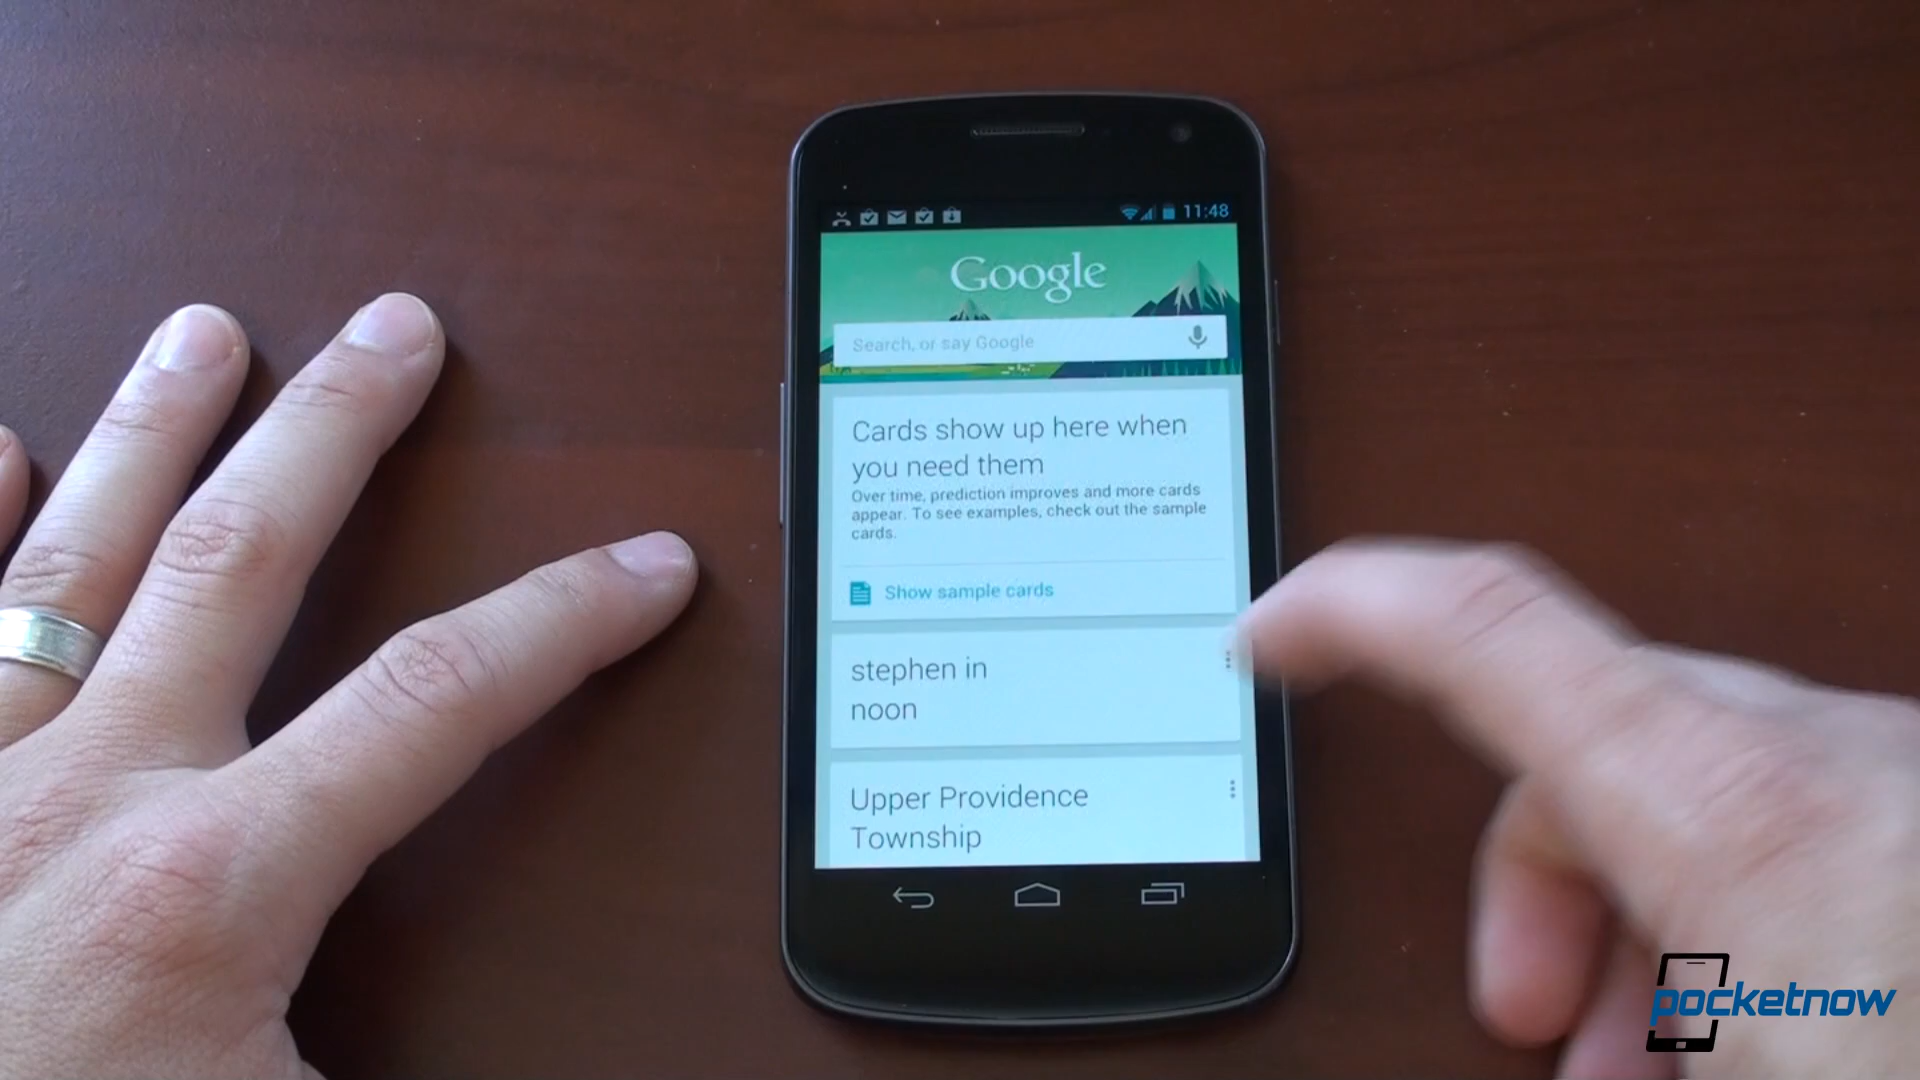 11:48
Google
Search, or say Google
Cards show up here when
you need them
Over time, prediction improves and more cards
appear. To see examples, check out the sample
cards.
Show sample cards
stephen in
noon
Upper Providence
Township
pocketnow